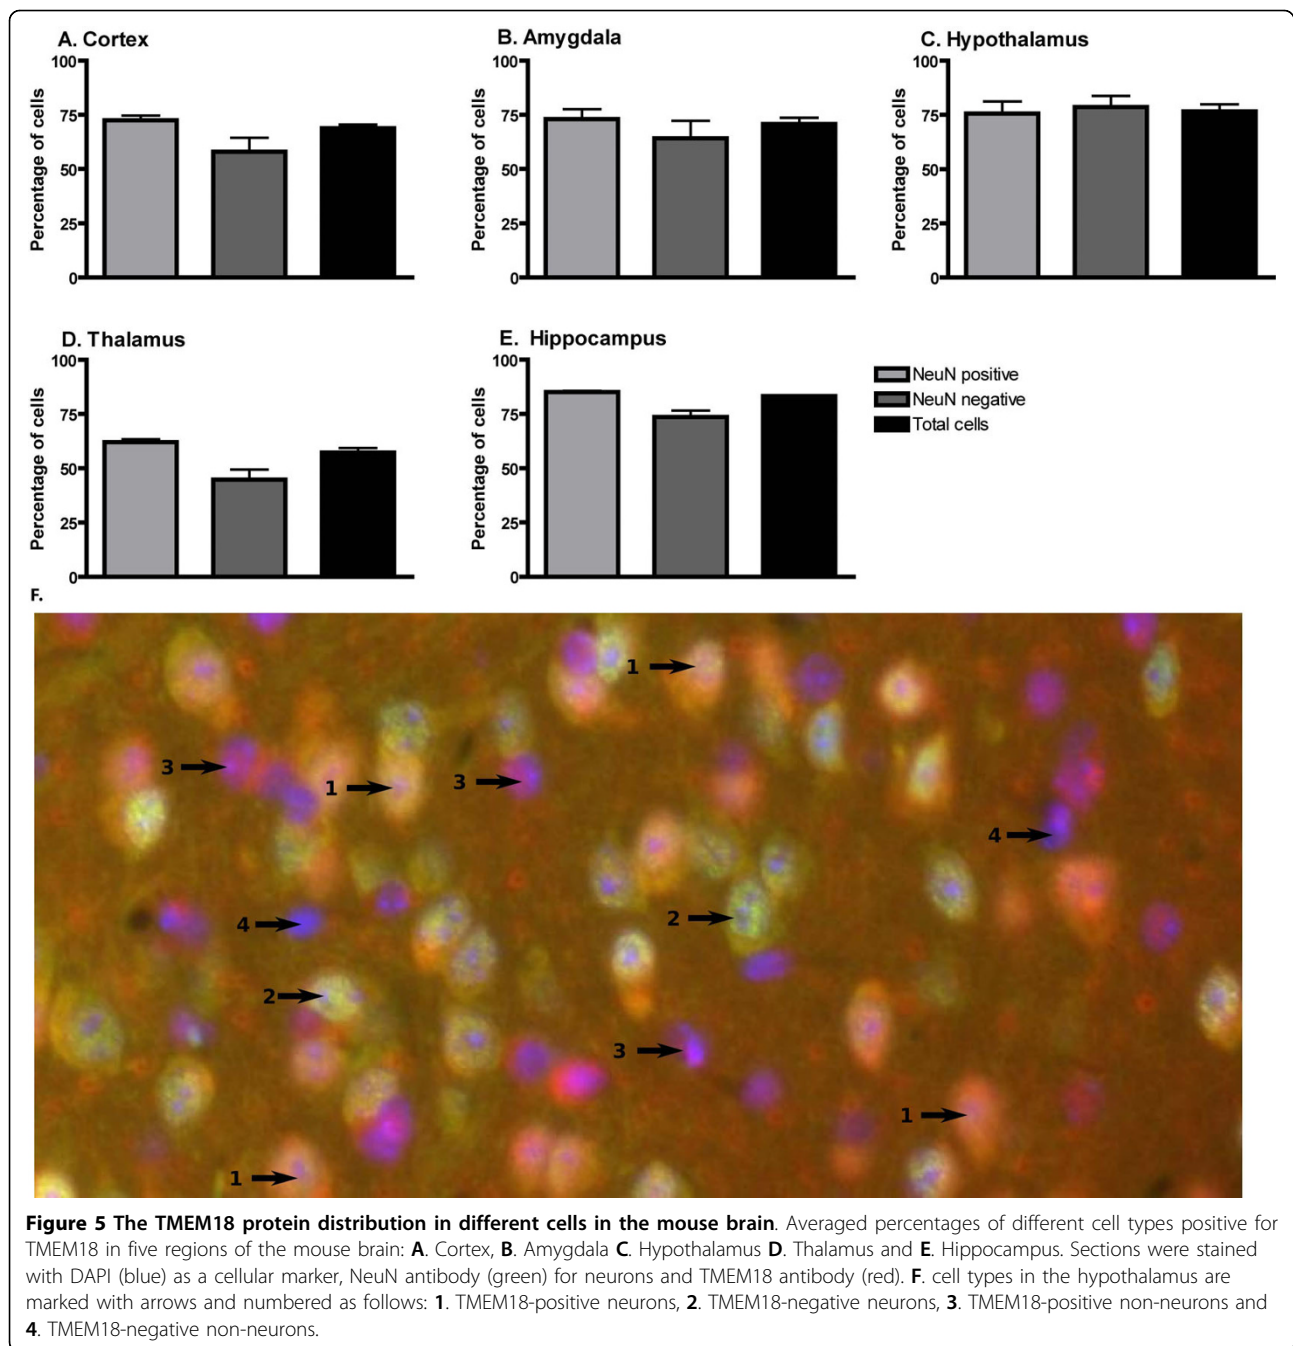 A. Cortex
B. Amygdala
C. Hypothalamus
Percentage of cells
100
75
50
25
0
Percentage of cells
100
75
50
25
0
Percentage of cells
100
75
50
25
0
D. Thalamus
E. Hippocampus
Percentage of cells
100
75
50
25
0
Percentage of cells
100
75
50
25
0
NeuN positive
NeuN negative
Total cells
F.
1
3
1
3
4
4
2
2
3
1
1
Figure 5 The TMEM18 protein distribution in different cells in the mouse brain. Averaged percentages of different cell types positive for
TMEM18 in five regions of the mouse brain: A. Cortex, B. Amygdala C. Hypothalamus D. Thalamus and E. Hippocampus. Sections were stained
with DAPI (blue) as a cellular marker, NeuN antibody (green) for neurons and TMEM18 antibody (red). F. cell types in the hypothalamus are
marked with arrows and numbered as follows: 1. TMEM18-positive neurons, 2. TMEM18-negative neurons, 3. TMEM18-positive non-neurons and
4. TMEM18-negative non-neurons.